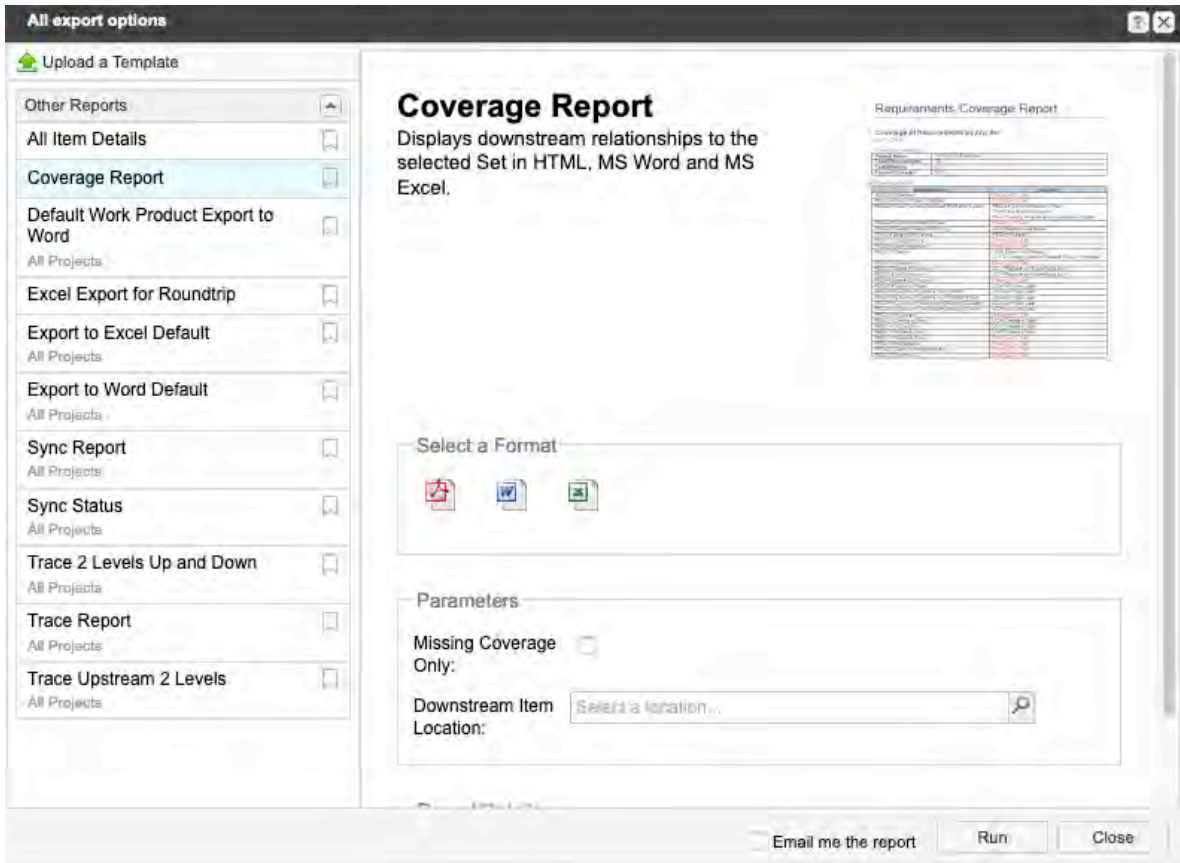 All export options
Upload a Template
Other Reports
All Item Details
Coverage Report
Default Work Product Export to
Word
All Projects
Excel Export for Roundtrip
Export to Excel Default
All Projects
Export to Word Default
All Projects
Sync Report
All Projects
Sync Status
All Projects
Trace 2 Levels Up and Down
All Projects
Trace Report
All Projects
Trace Upstream 2 Levels
All Projects
Coverage Report
Displays downstream relationships to the
selected Set in HTML, MS Word and MS
Excel.
Requirements Coverage Report
Select a Format
Parameters
Missing Coverage
Only:
Downstream Item
Location:
Select a location...
Email me the report
Run
Close